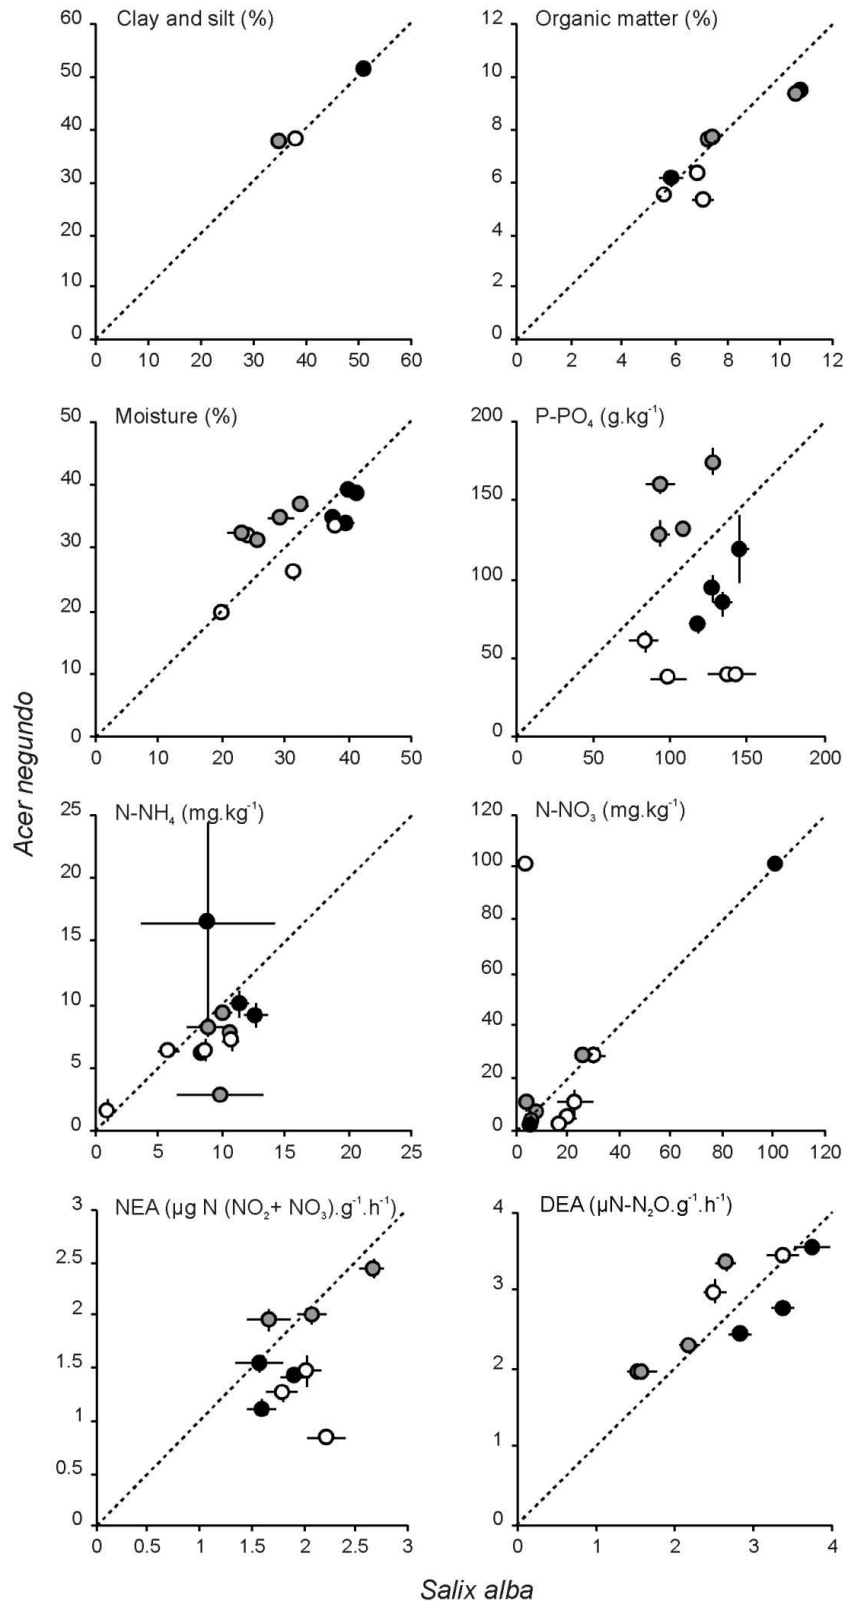 Clay and silt (%)
60
50
40
30
20
10
0
0 10 20 30 40 50 60
Organic matter (%)
12
10
8
6
4
2
0
0 2 4 6 8 10 12
Moisture (%)
50
40
30
20
10
0
0 10 20 30 40 50
P-PO₄ (g.kg⁻¹)
200
150
100
50
0
0 50 100 150 200
Acer negundo
N-NH₄ (mg.kg⁻¹)
25
20
15
10
5
0
0 5 10 15 20 25
N-NO₃ (mg.kg⁻¹)
120
100
80
60
40
20
0
0 20 40 60 80 100 120
NEA (µg N (NO₂+ NO₃).g⁻¹.h⁻¹)
3
2.5
2
1.5
1
0.5
0
0 0.5 1 1.5 2 2.5 3
DEA (µN-N₂O.g⁻¹.h⁻¹)
4
3
2
1
0
0 1 2 3 4
Salix alba